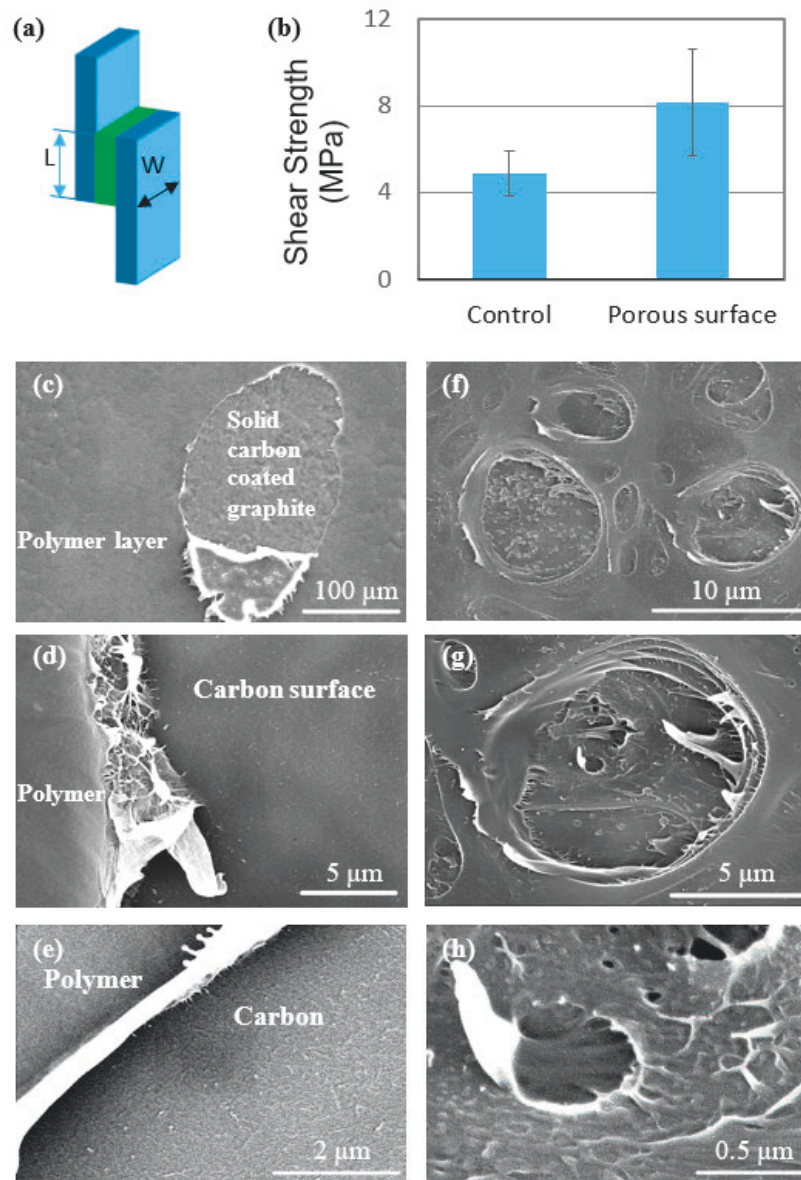 (a)
L
W
(b)
Shear Strength
(MPa)
12
8
4
0
Control
Porous surface
(c)
Solid
carbon
coated
graphite
Polymer layer
100 μm
(f)
10 μm
(d)
Carbon surface
Polymer
5 μm
(g)
5 μm
(e)
Polymer
Carbon
2 μm
(h)
0.5 μm